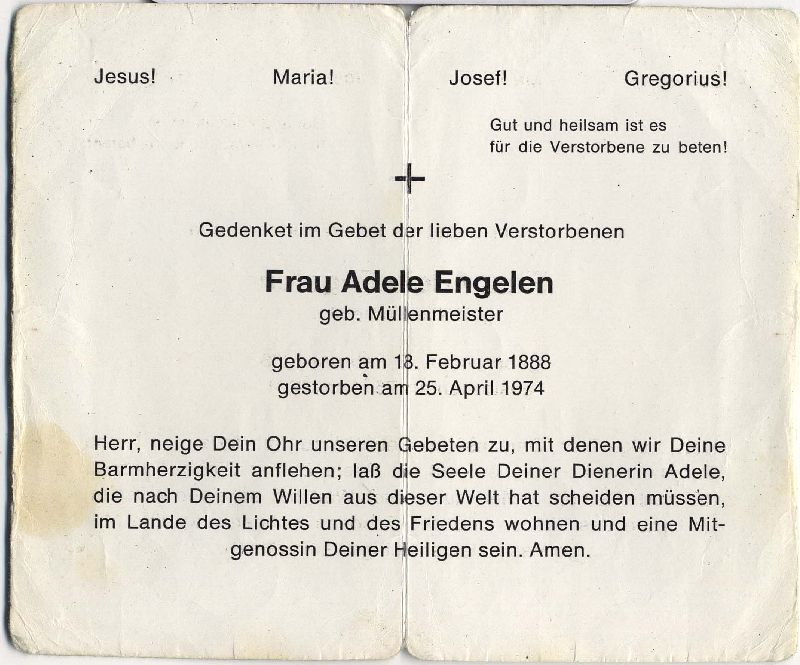 Jesus! Maria! Josef! Gregorius!
Gut und heilsam ist es
für die Verstorbene zu beten!
Gedenket im Gebet der lieben Verstorbenen
Frau Adele Engelen
geb. Müllenmeister
geboren am 18. Februar 1888
gestorben am 25. April 1974
Herr, neige Dein Ohr unseren Gebeten zu, mit denen wir Deine
Barmherzigkeit anflehen; laß die Seele Deiner Dienerin Adele,
die nach Deinem Willen aus dieser Welt hat scheiden müssen,
im Lande des Lichtes und des Friedens wohnen und eine Mit-
genossin Deiner Heiligen sein. Amen.